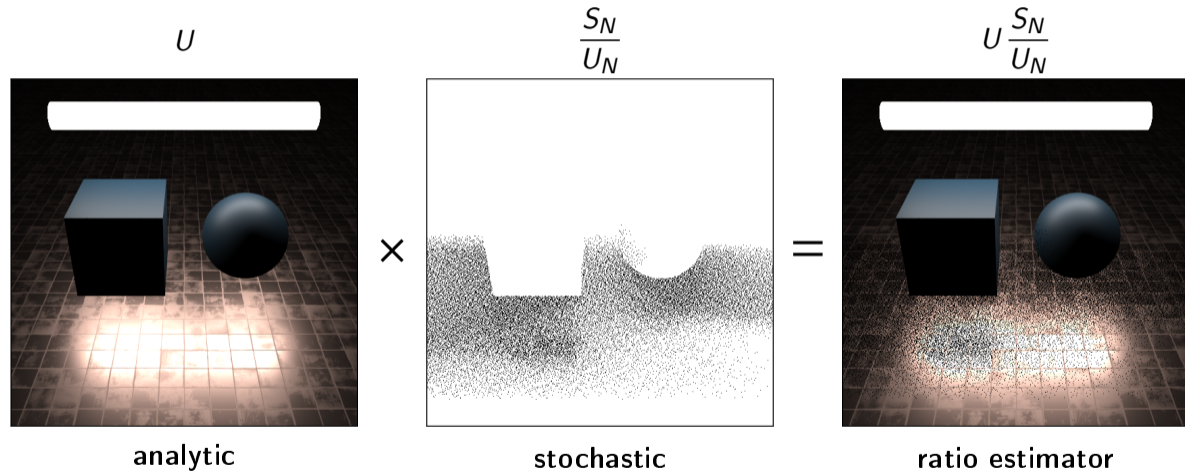 U
S_N / U_N
U S_N / U_N
× =
analytic
stochastic
ratio estimator